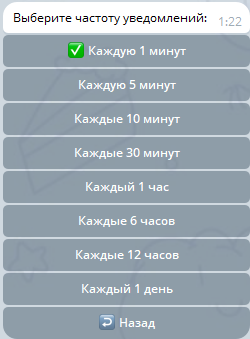 Выберите частоту уведомлений:
1:22
✅ Каждую 1 минут
Каждую 5 минут
Каждые 10 минут
Каждые 30 минут
Каждый 1 час
Каждые 6 часов
Каждые 12 часов
Каждый 1 день
↩️ Назад